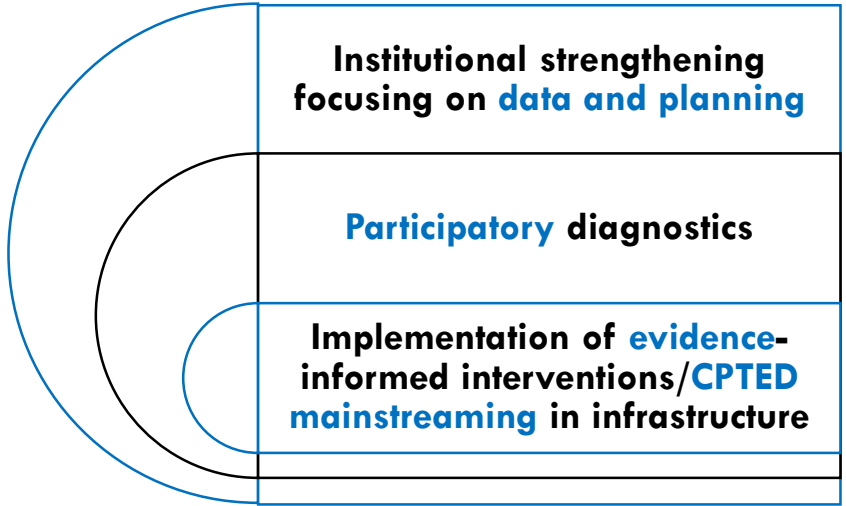 Institutional strengthening
focusing on data and planning
Participatory diagnostics
Implementation of evidence-
informed interventions/CPTED
mainstreaming in infrastructure